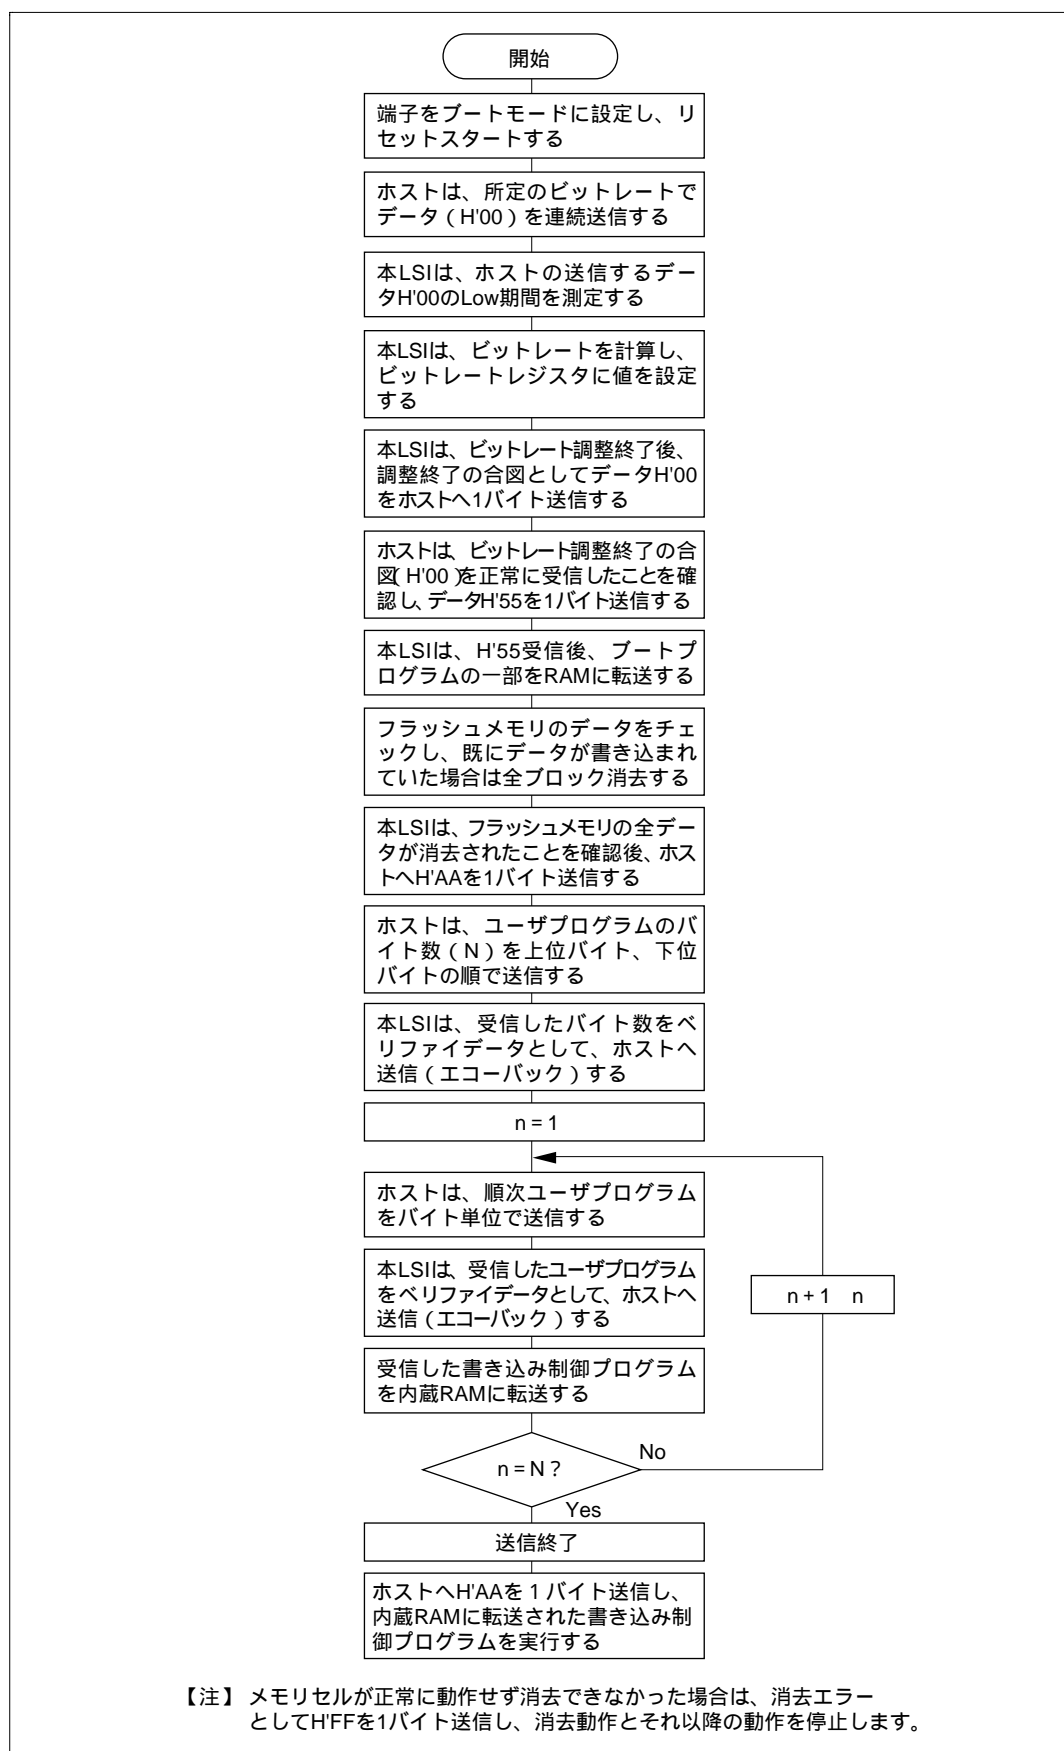 開始
端子をブートモードに設定し、リ
セットスタートする
ホストは、所定のビットレートで
データ（H'00）を連続送信する
本LSIは、ホストの送信するデー
タH'00のLow期間を測定する
本LSIは、ビットレートを計算し、
ビットレートレジスタに値を設定
する
本LSIは、ビットレート調整終了後、
調整終了の合図としてデータH'00
をホストへ1バイト送信する
ホストは、ビットレート調整終了の合
図（H'00）を正常に受信したことを確
認し、データH'55を1バイト送信する
本LSIは、H'55受信後、ブートプ
ログラムの一部をRAMに転送する
フラッシュメモリのデータをチェ
ックし、既にデータが書き込まれ
ていた場合は全ブロック消去する
本LSIは、フラッシュメモリの全デー
タが消去されたことを確認後、ホス
トへH'AAを1バイト送信する
ホストは、ユーザプログラムのバ
イト数（N）を上位バイト、下位
バイトの順で送信する
本LSIは、受信したバイト数をベ
リファイデータとして、ホストへ
送信（エコーバック）する
n = 1
ホストは、順次ユーザプログラム
をバイト単位で送信する
本LSIは、受信したユーザプログラム
をベリファイデータとして、ホストへ
送信（エコーバック）する
n + 1　n
受信した書き込み制御プログラム
を内蔵RAMに転送する
n = N？
No
Yes
送信終了
ホストへH'AAを１バイト送信し、
内蔵RAMに転送された書き込み制
御プログラムを実行する
【注】 メモリセルが正常に動作せず消去できなかった場合は、消去エラー
としてH'FFを1バイト送信し、消去動作とそれ以降の動作を停止します。